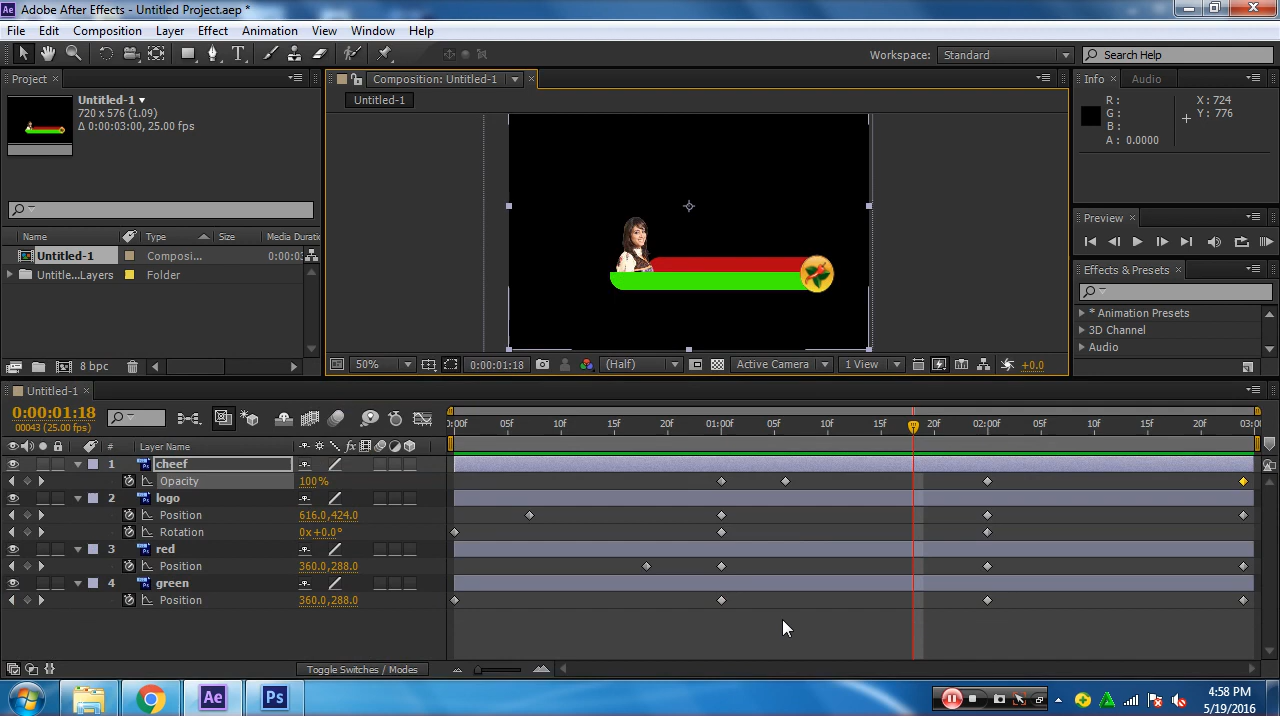 Adobe After Effects - Untitled Project.aep *
File Edit Composition Layer Effect Animation View Window Help
Workspace: Standard Search Help
Project Composition: Untitled-1 Info Audio
Untitled-1
Untitled-1
720 x 576 (1.09)
Δ 0:00:03:00, 25.00 fps
R :
G :
B :
A : 0.0000
X : 724
Y : 776
Preview
Name Type Size Media Durati
Untitled-1 Composi... 0:00:03
Untitle...Layers Folder
Effects & Presets
* Animation Presets
3D Channel
Audio
8 bpc
50% 0:00:01:18 (Half) Active Camera 1 View +0.0
Untitled-1
0:00:01:18
00043 (25.00 fps)
:00f 05f 10f 15f 20f 01:00f 05f 10f 15f 20f 02:00f 05f 10f 15f 20f 03:00
# Layer Name
1 cheef
Opacity 100%
2 logo
Position 616.0,424.0
Rotation 0x+0.0°
3 red
Position 360.0,288.0
4 green
Position 360.0,288.0
Toggle Switches / Modes
Ae Ps
4:58 PM
5/19/2016